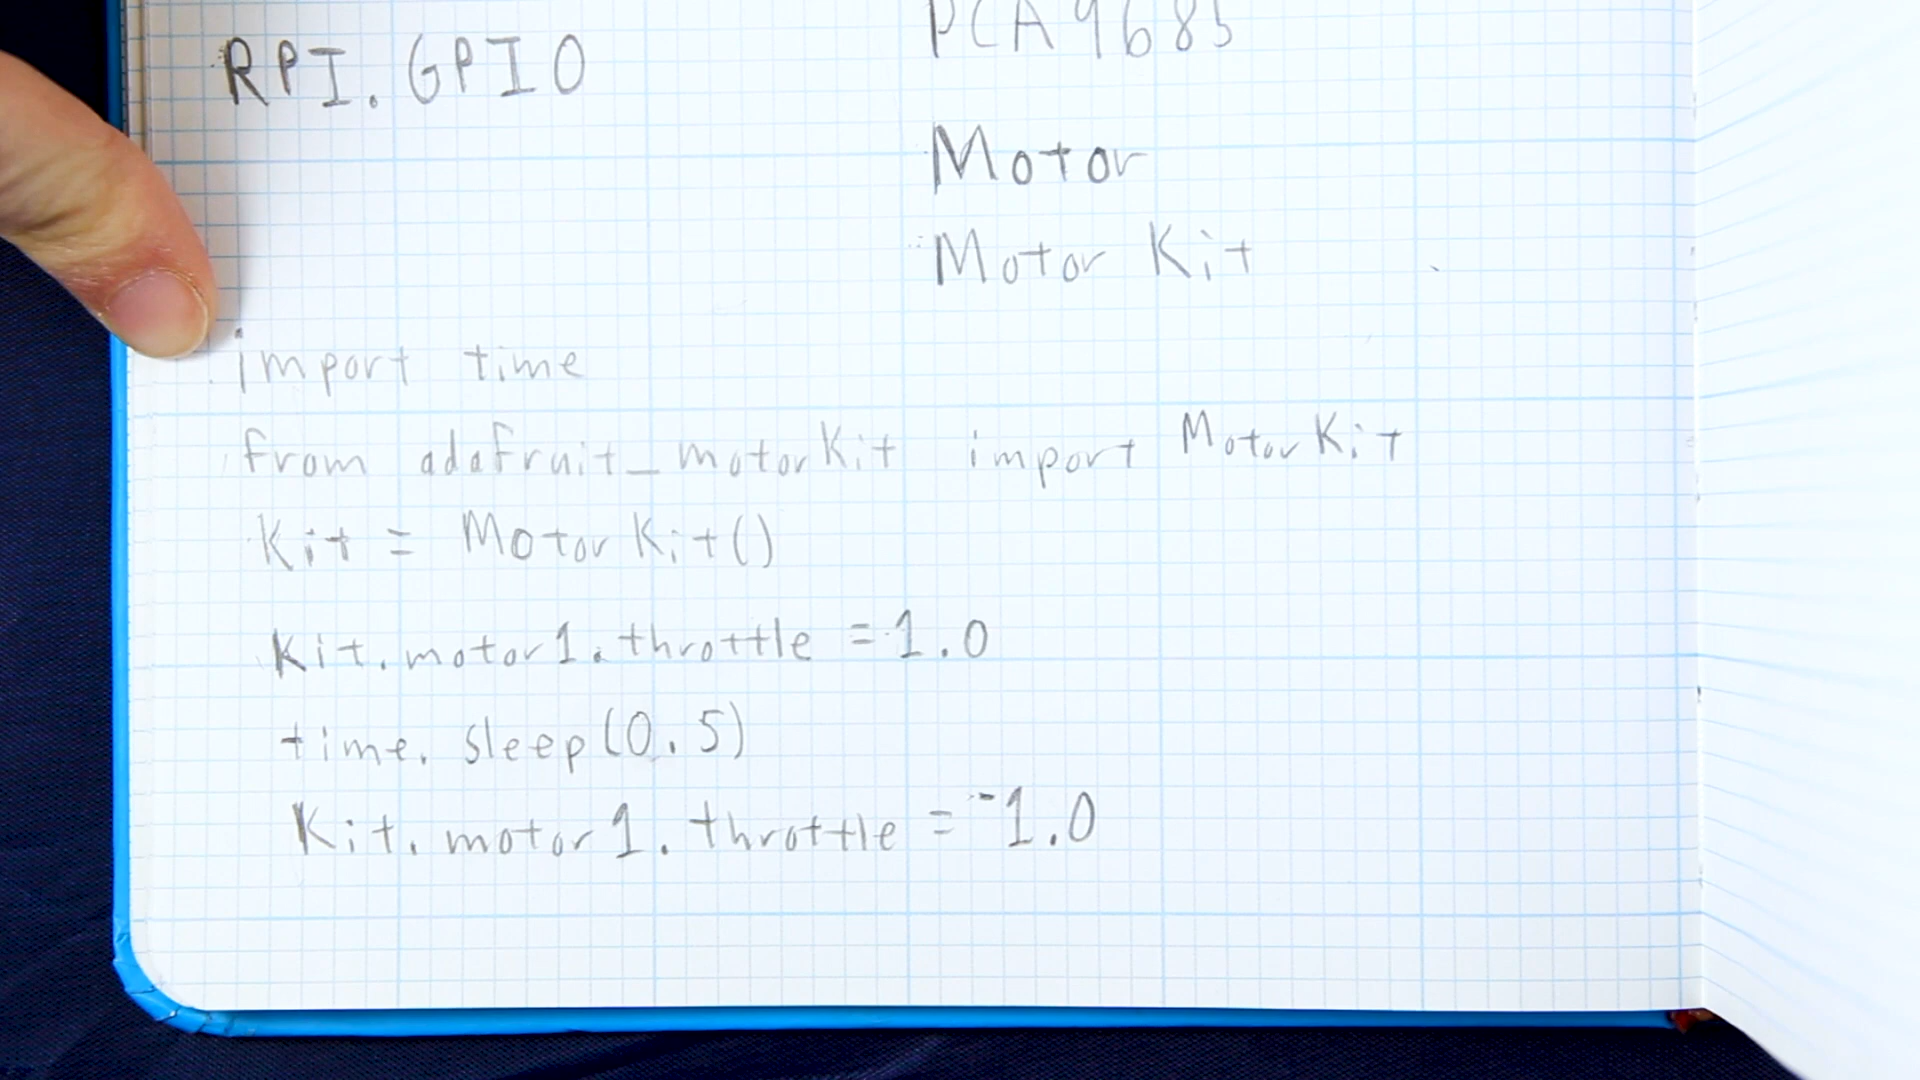 RPI.GPIO
PCA9685
Motor
Motor Kit
import time
from adafruit_motorKit import MotorKit
Kit = MotorKit()
Kit.motor1.throttle = 1.0
time.sleep(0.5)
Kit.motor1.throttle = -1.0